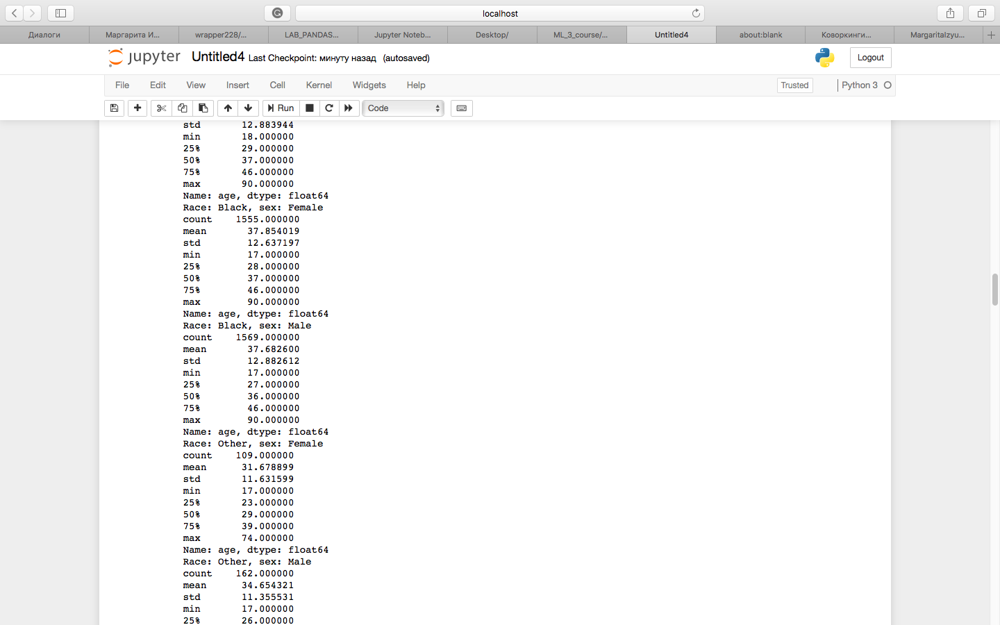 localhost
Диалоги
Маргарита И...
wrapper228/...
LAB_PANDAS...
Jupyter Noteb...
Desktop/
ML_3_course/...
Untitled4
about:blank
Коворкинги...
MargaritaIzyu...
jupyter Untitled4 Last Checkpoint: минуту назад (autosaved)
Logout
File Edit View Insert Cell Kernel Widgets Help
Trusted
Python 3
Run
Code
std 12.883944
min 18.000000
25% 29.000000
50% 37.000000
75% 46.000000
max 90.000000
Name: age, dtype: float64
Race: Black, sex: Female
count 1555.000000
mean 37.854019
std 12.637197
min 17.000000
25% 28.000000
50% 37.000000
75% 46.000000
max 90.000000
Name: age, dtype: float64
Race: Black, sex: Male
count 1569.000000
mean 37.682600
std 12.882612
min 17.000000
25% 27.000000
50% 36.000000
75% 46.000000
max 90.000000
Name: age, dtype: float64
Race: Other, sex: Female
count 109.000000
mean 31.678899
std 11.631599
min 17.000000
25% 23.000000
50% 29.000000
75% 39.000000
max 74.000000
Name: age, dtype: float64
Race: Other, sex: Male
count 162.000000
mean 34.654321
std 11.355531
min 17.000000
25% 26.000000